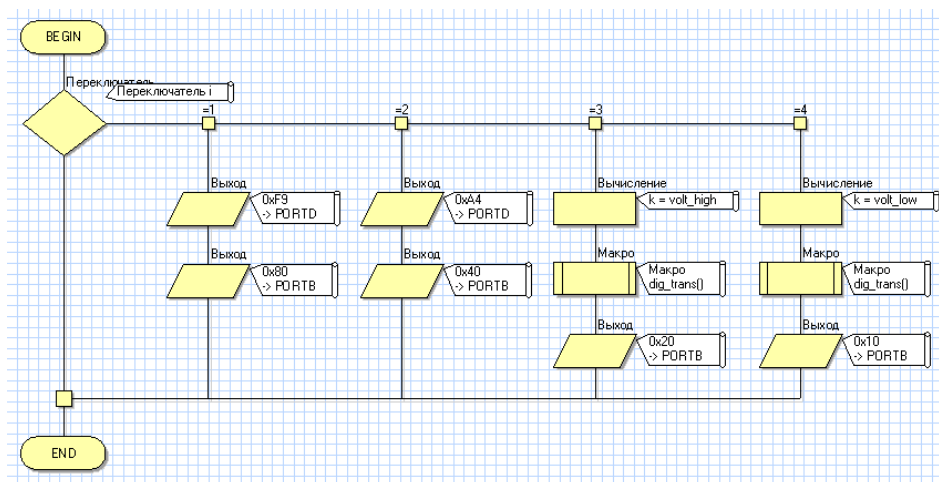 BEGIN
Переключатель
Переключатель i
=1
=2
=3
=4
Выход
0xF9
-> PORTD
Выход
0x80
-> PORTB
Выход
0xA4
-> PORTD
Выход
0x40
-> PORTB
Вычисление
k = volt_high
Макро
Макро
dig_trans()
Выход
0x20
-> PORTB
Вычисление
k = volt_low
Макро
Макро
dig_trans()
Выход
0x10
-> PORTB
END